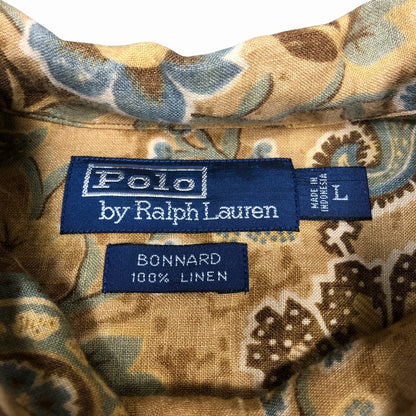 Polo
by Ralph Lauren
MADE IN
INDONESIA
L
BONNARD
100% LINEN